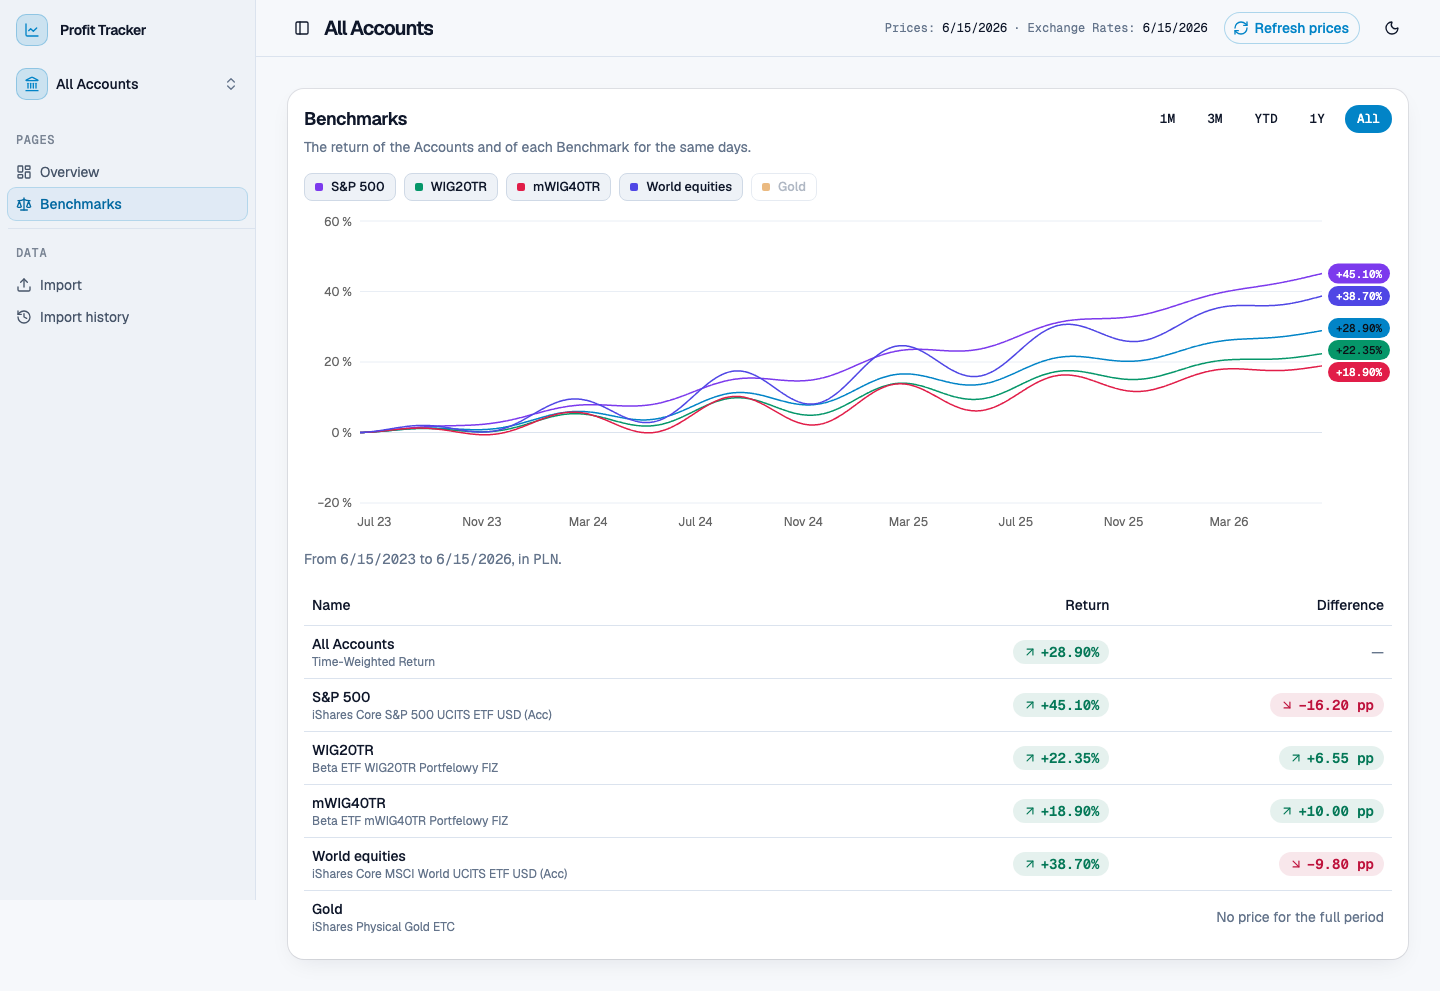 Profit Tracker
All Accounts
PAGES
Overview
Benchmarks
DATA
Import
Import history
All Accounts
Prices: 6/15/2026 · Exchange Rates: 6/15/2026
Refresh prices
Benchmarks
1M 3M YTD 1Y All
The return of the Accounts and of each Benchmark for the same days.
S&P 500 WIG20TR mWIG40TR World equities Gold
60 %
40 %
20 %
0 %
−20 %
+45.10%
+38.70%
+28.90%
+22.35%
+18.90%
Jul 23 Nov 23 Mar 24 Jul 24 Nov 24 Mar 25 Jul 25 Nov 25 Mar 26
From 6/15/2023 to 6/15/2026, in PLN.
Name Return Difference
All Accounts
Time-Weighted Return
+28.90% —
S&P 500
iShares Core S&P 500 UCITS ETF USD (Acc)
+45.10% −16.20 pp
WIG20TR
Beta ETF WIG20TR Portfelowy FIZ
+22.35% +6.55 pp
mWIG40TR
Beta ETF mWIG40TR Portfelowy FIZ
+18.90% +10.00 pp
World equities
iShares Core MSCI World UCITS ETF USD (Acc)
+38.70% −9.80 pp
Gold
iShares Physical Gold ETC
No price for the full period